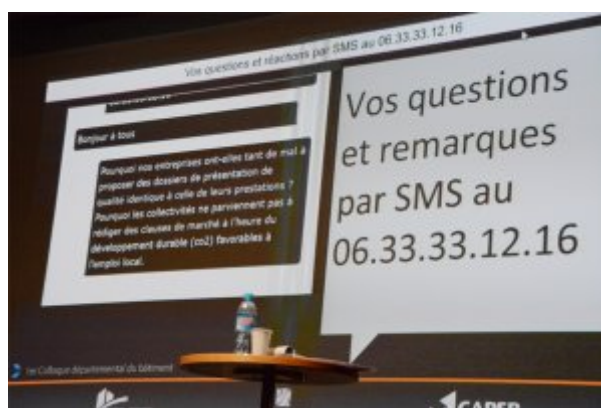 Vos questions et réactions par SMS au 06.33.33.12.16
Bonjour à tous
Pourquoi nos entreprises ont-elles tant de mal à
proposer des dossiers de présentation de
qualité identique à celle de leurs prestations ?
Pourquoi les collectivités ne parviennent pas à
rédiger des clauses de marché à l'heure du
développement durable (co2) favorables à
l'emploi local.
Vos questions
et remarques
par SMS au
06.33.33.12.16
1er Colloque départemental du bâtiment
CAPEB